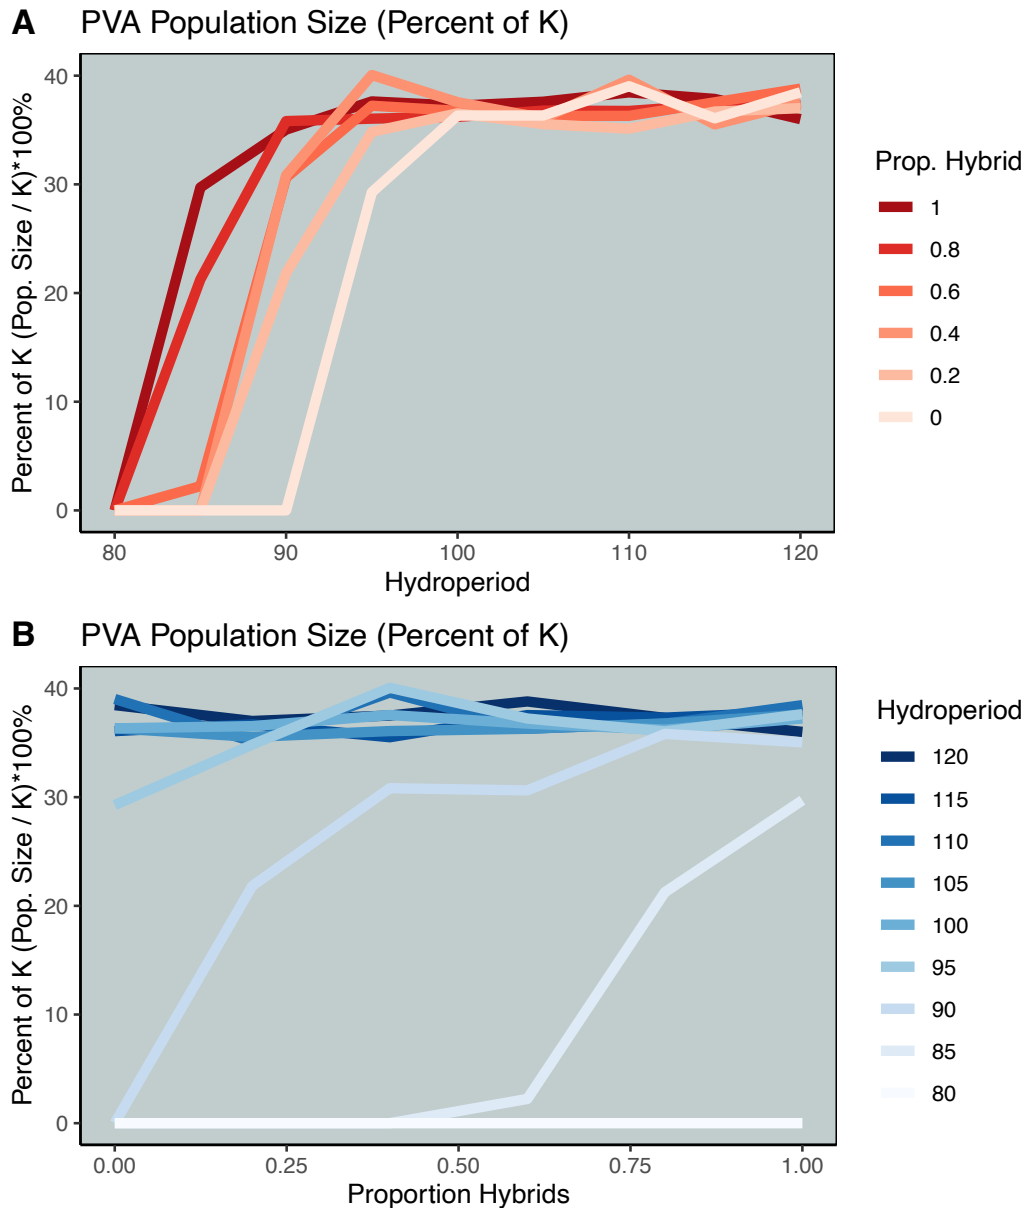 A PVA Population Size (Percent of K)
Percent of K (Pop. Size / K)*100%
40
30
20
10
0
80 90 100 110 120
Hydroperiod
Prop. Hybrid
1
0.8
0.6
0.4
0.2
0
B PVA Population Size (Percent of K)
Percent of K (Pop. Size / K)*100%
40
30
20
10
0
0.00 0.25 0.50 0.75 1.00
Proportion Hybrids
Hydroperiod
120
115
110
105
100
95
90
85
80